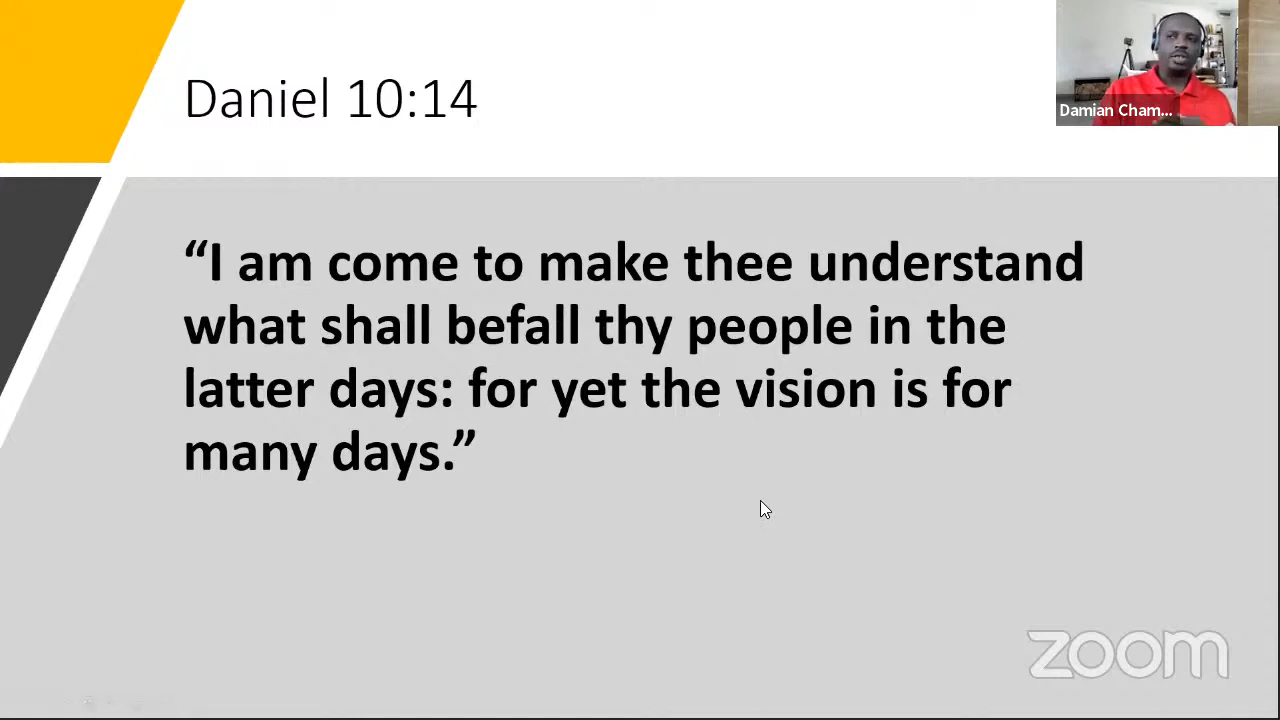 Daniel 10:14
Damian Cham...
“I am come to make thee understand
what shall befall thy people in the
latter days: for yet the vision is for
many days.”
zoom